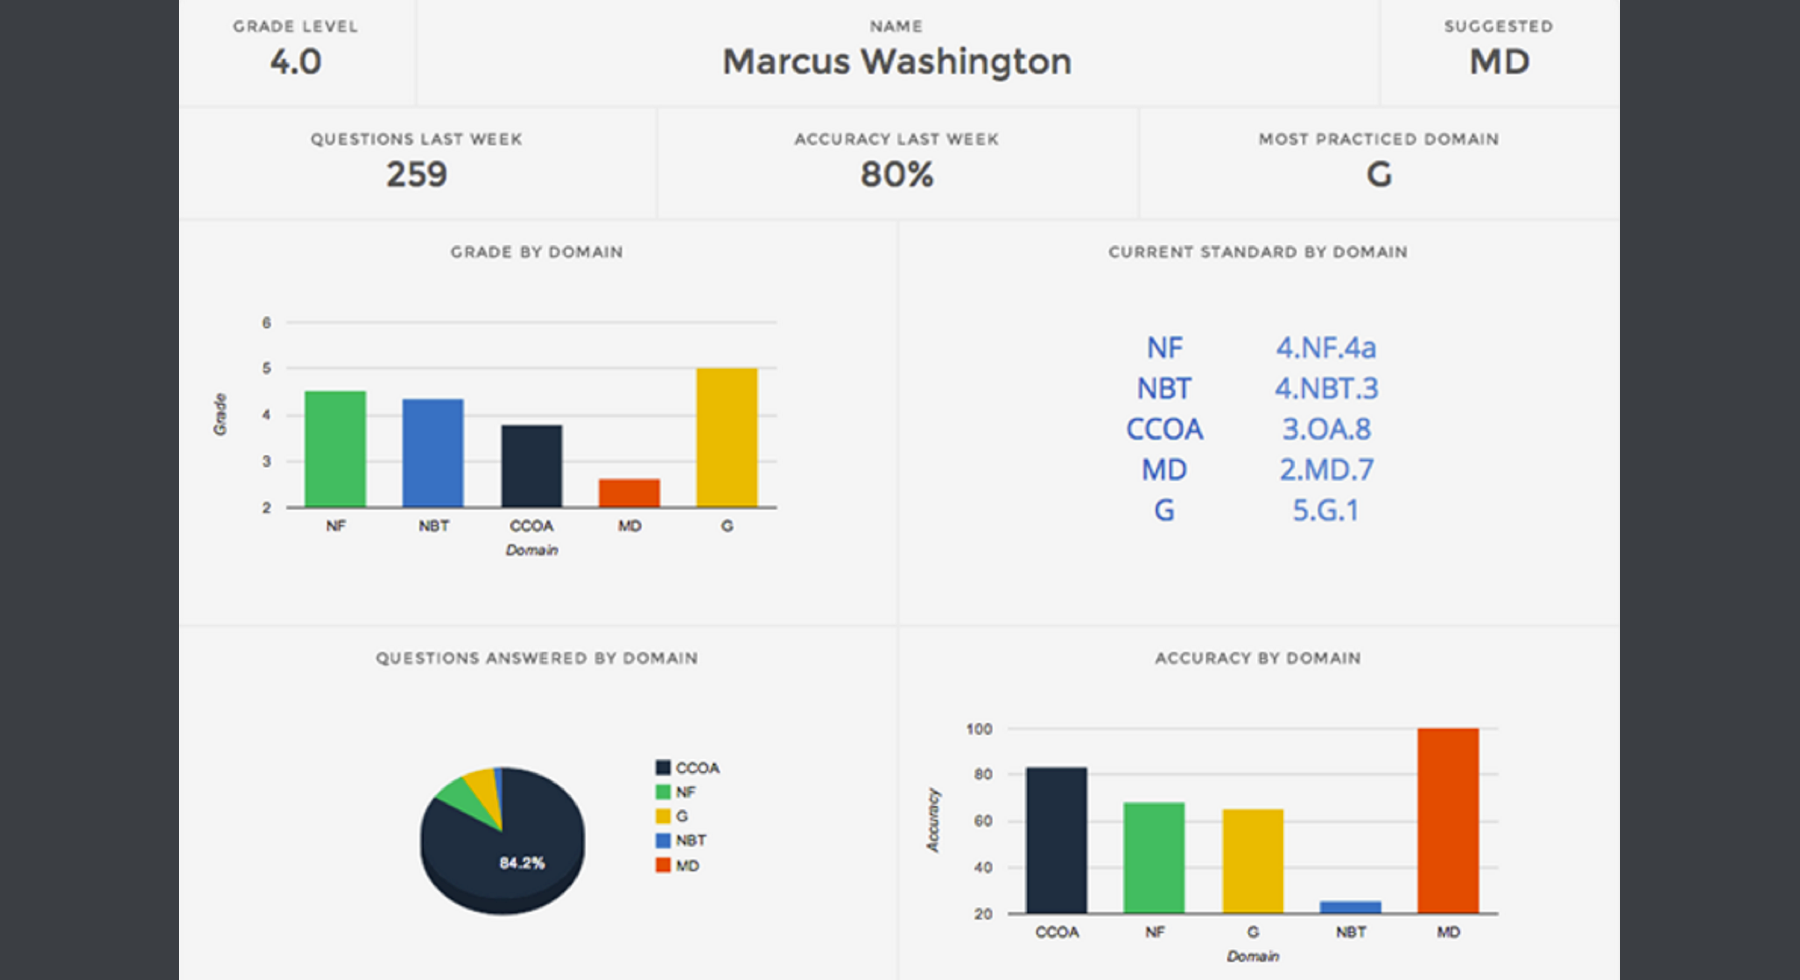 GRADE LEVEL
4.0
NAME
Marcus Washington
SUGGESTED
MD
QUESTIONS LAST WEEK
259
ACCURACY LAST WEEK
80%
MOST PRACTICED DOMAIN
G
GRADE BY DOMAIN
6
5
4
3
2
Grade
NF NBT CCOA MD G
Domain
CURRENT STANDARD BY DOMAIN
NF 4.NF.4a
NBT 4.NBT.3
CCOA 3.OA.8
MD 2.MD.7
G 5.G.1
QUESTIONS ANSWERED BY DOMAIN
84.2%
CCOA
NF
G
NBT
MD
ACCURACY BY DOMAIN
100
80
60
40
20
Accuracy
CCOA NF G NBT MD
Domain